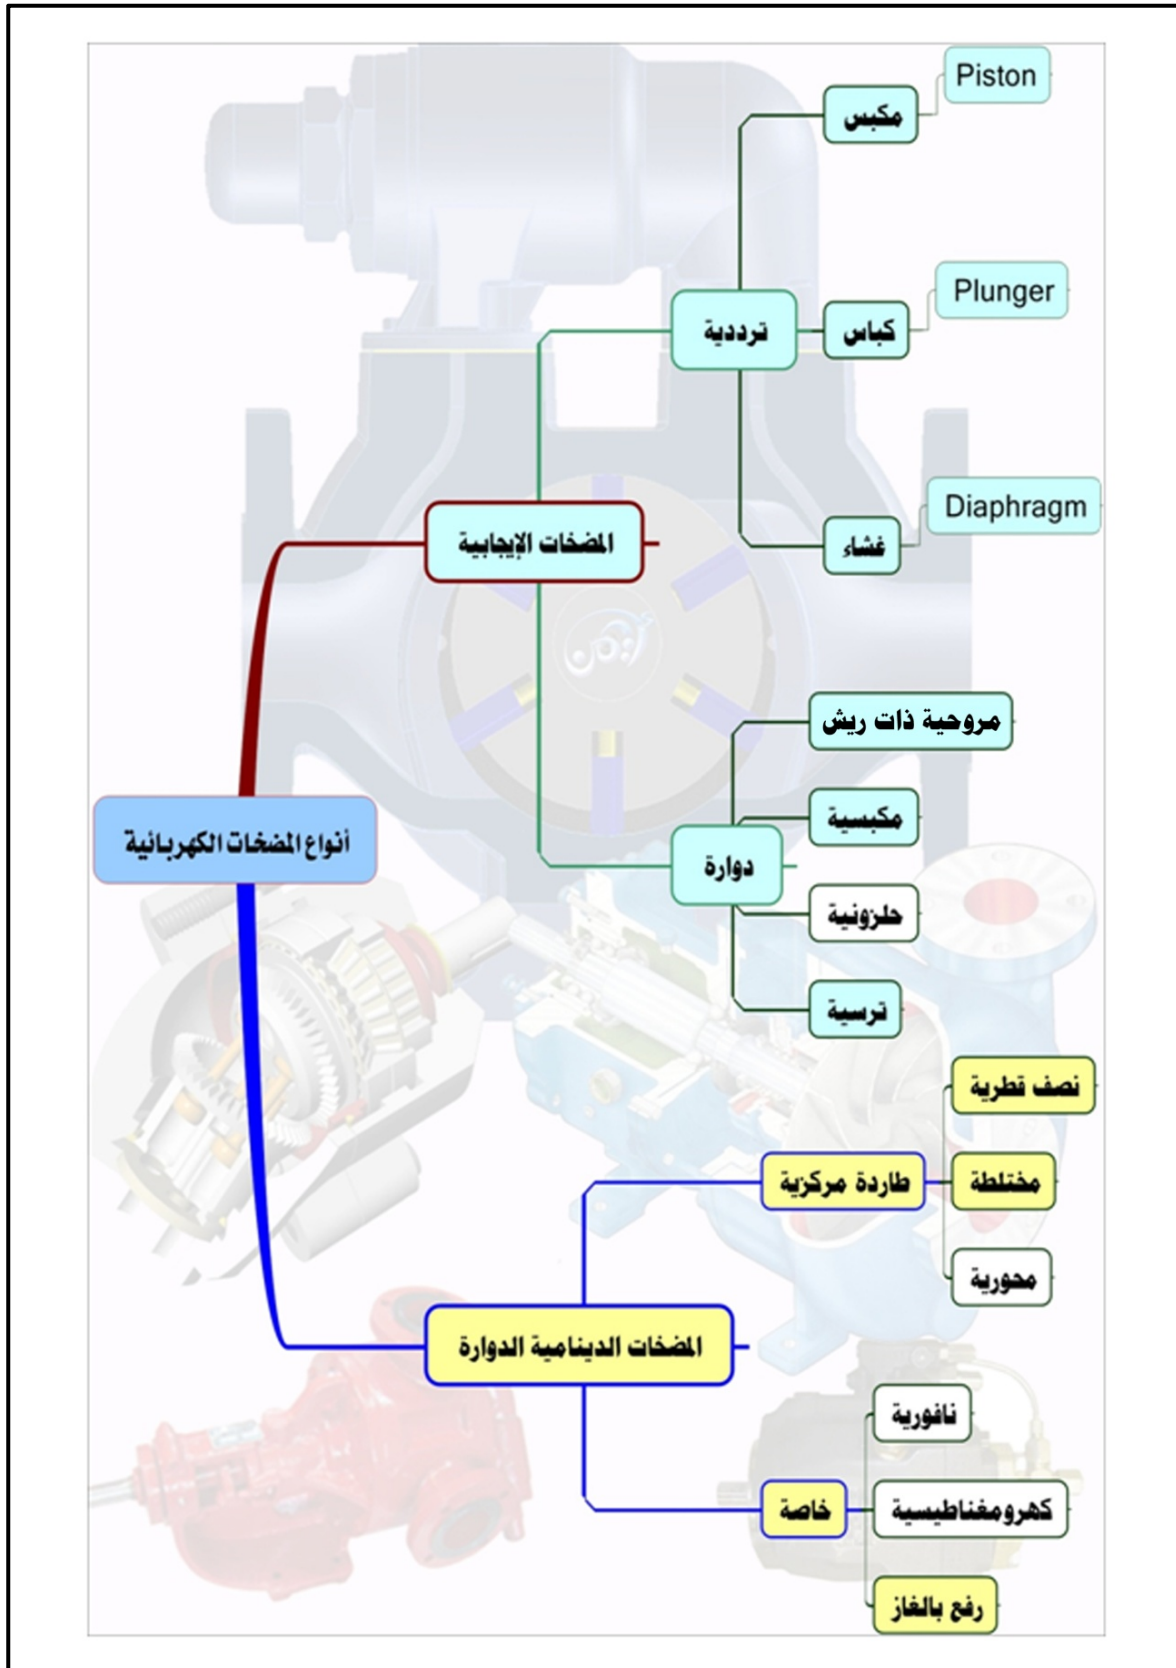 أنواع المضخات الكهربائية
المضخات الإيجابية
ترددية
مكبس
Piston
كباس
Plunger
غشاء
Diaphragm
دوارة
مروحية ذات ريش
مكبسية
حلزونية
ترسية
المضخات الدينامية الدوارة
طاردة مركزية
نصف قطرية
مختلطة
محورية
خاصة
نافورية
كهرومغناطيسية
رفع بالغاز